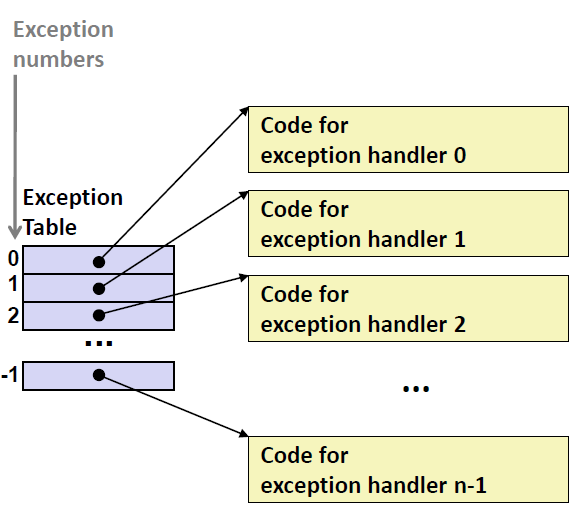 Exception
numbers
Exception
Table
0
1
2
...
-1
Code for
exception handler 0
Code for
exception handler 1
Code for
exception handler 2
...
Code for
exception handler n-1